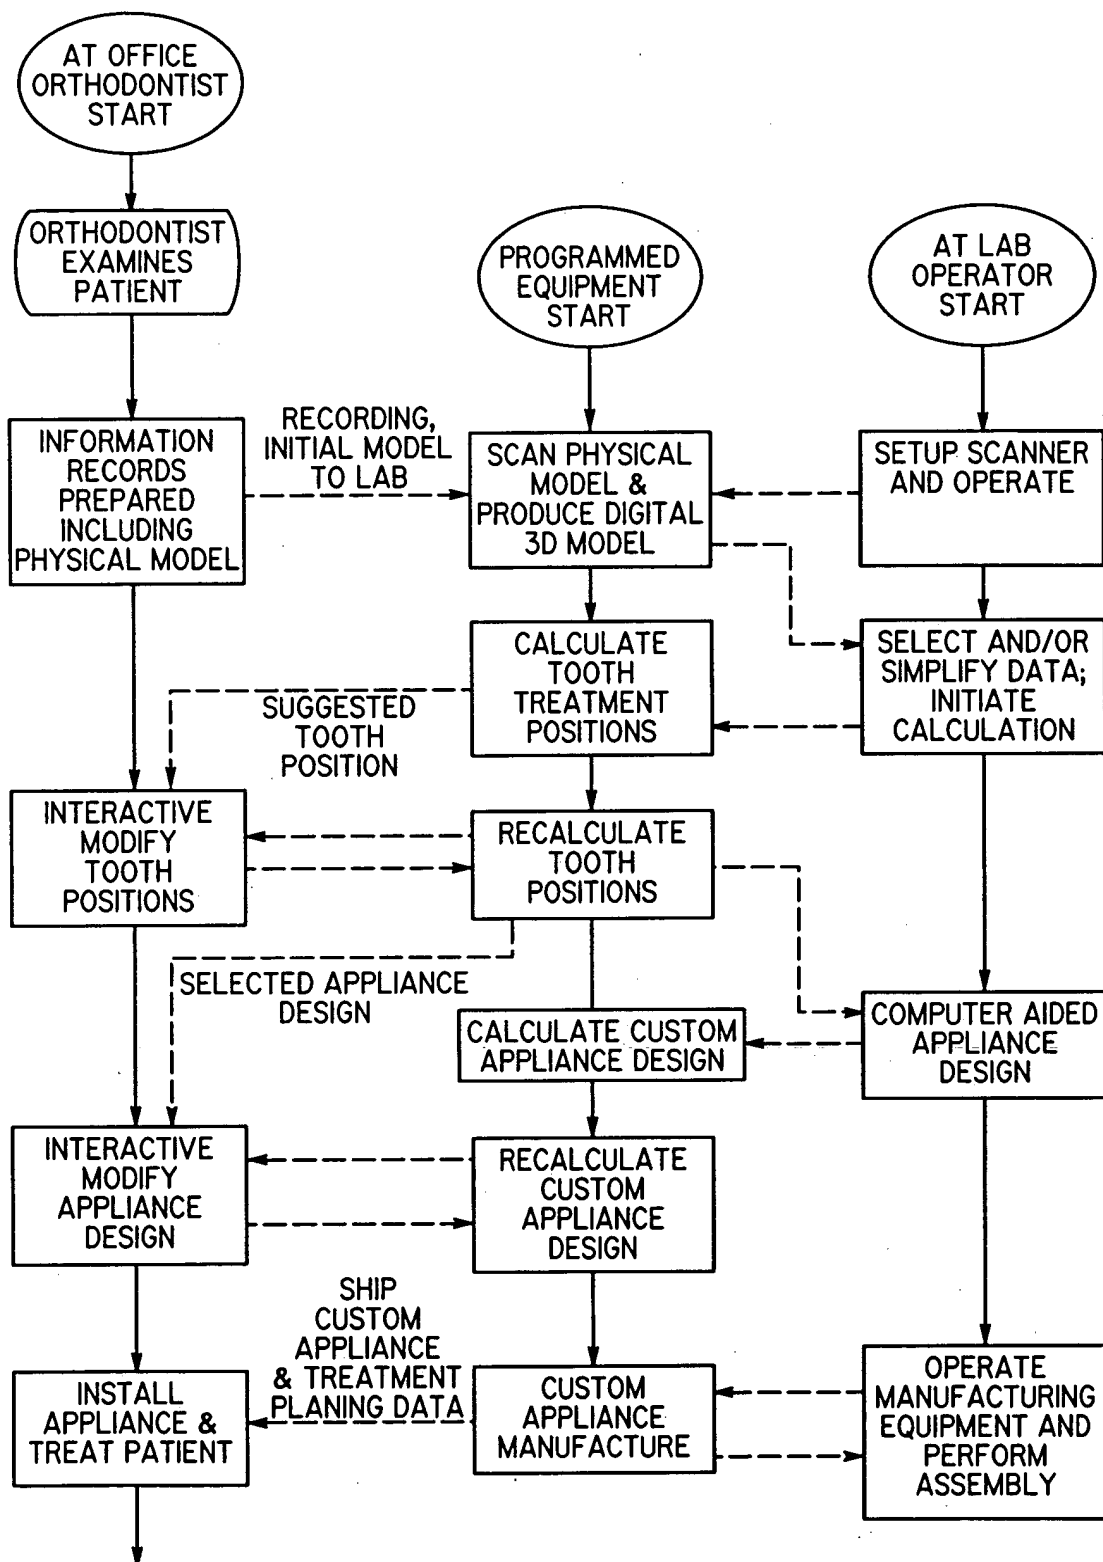 AT OFFICE
ORTHODONTIST
START
ORTHODONTIST
EXAMINES
PATIENT
PROGRAMMED
EQUIPMENT
START
AT LAB
OPERATOR
START
INFORMATION
RECORDS
PREPARED
INCLUDING
PHYSICAL MODEL
RECORDING,
INITIAL MODEL
TO LAB
SCAN PHYSICAL
MODEL &
PRODUCE DIGITAL
3D MODEL
SETUP SCANNER
AND OPERATE
CALCULATE
TOOTH
TREATMENT
POSITIONS
SELECT AND/OR
SIMPLIFY DATA;
INITIATE
CALCULATION
SUGGESTED
TOOTH
POSITION
INTERACTIVE
MODIFY
TOOTH
POSITIONS
RECALCULATE
TOOTH
POSITIONS
SELECTED APPLIANCE
DESIGN
CALCULATE CUSTOM
APPLIANCE DESIGN
COMPUTER AIDED
APPLIANCE
DESIGN
INTERACTIVE
MODIFY
APPLIANCE
DESIGN
RECALCULATE
CUSTOM
APPLIANCE
DESIGN
SHIP
CUSTOM
APPLIANCE
& TREATMENT
PLANING DATA
INSTALL
APPLIANCE &
TREAT PATIENT
CUSTOM
APPLIANCE
MANUFACTURE
OPERATE
MANUFACTURING
EQUIPMENT AND
PERFORM
ASSEMBLY